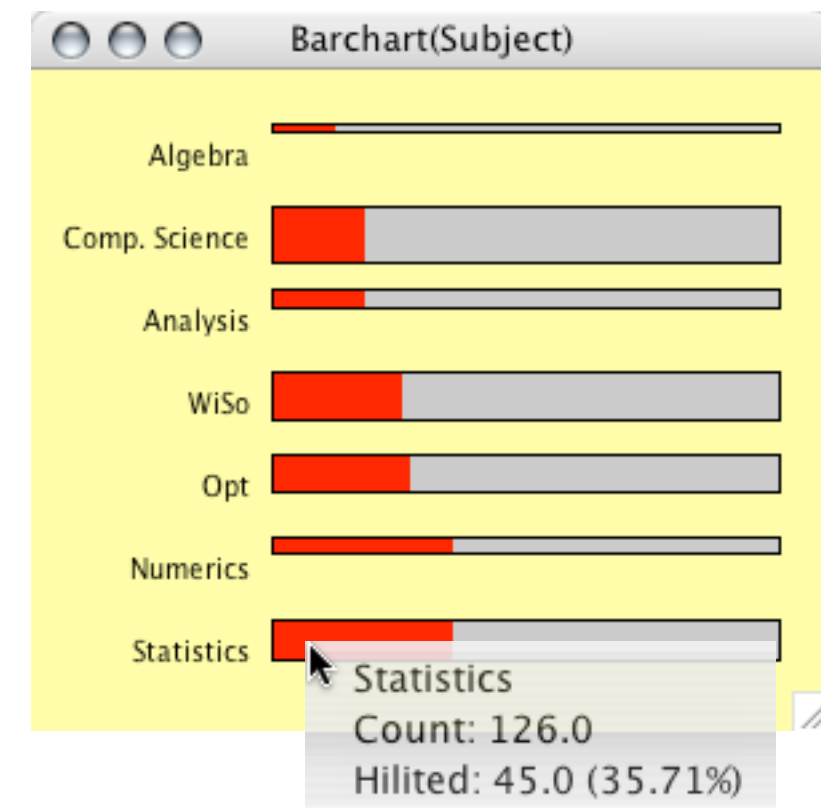 Barchart(Subject)
Algebra
Comp. Science
Analysis
WiSo
Opt
Numerics
Statistics
Statistics
Count: 126.0
Hilited: 45.0 (35.71%)